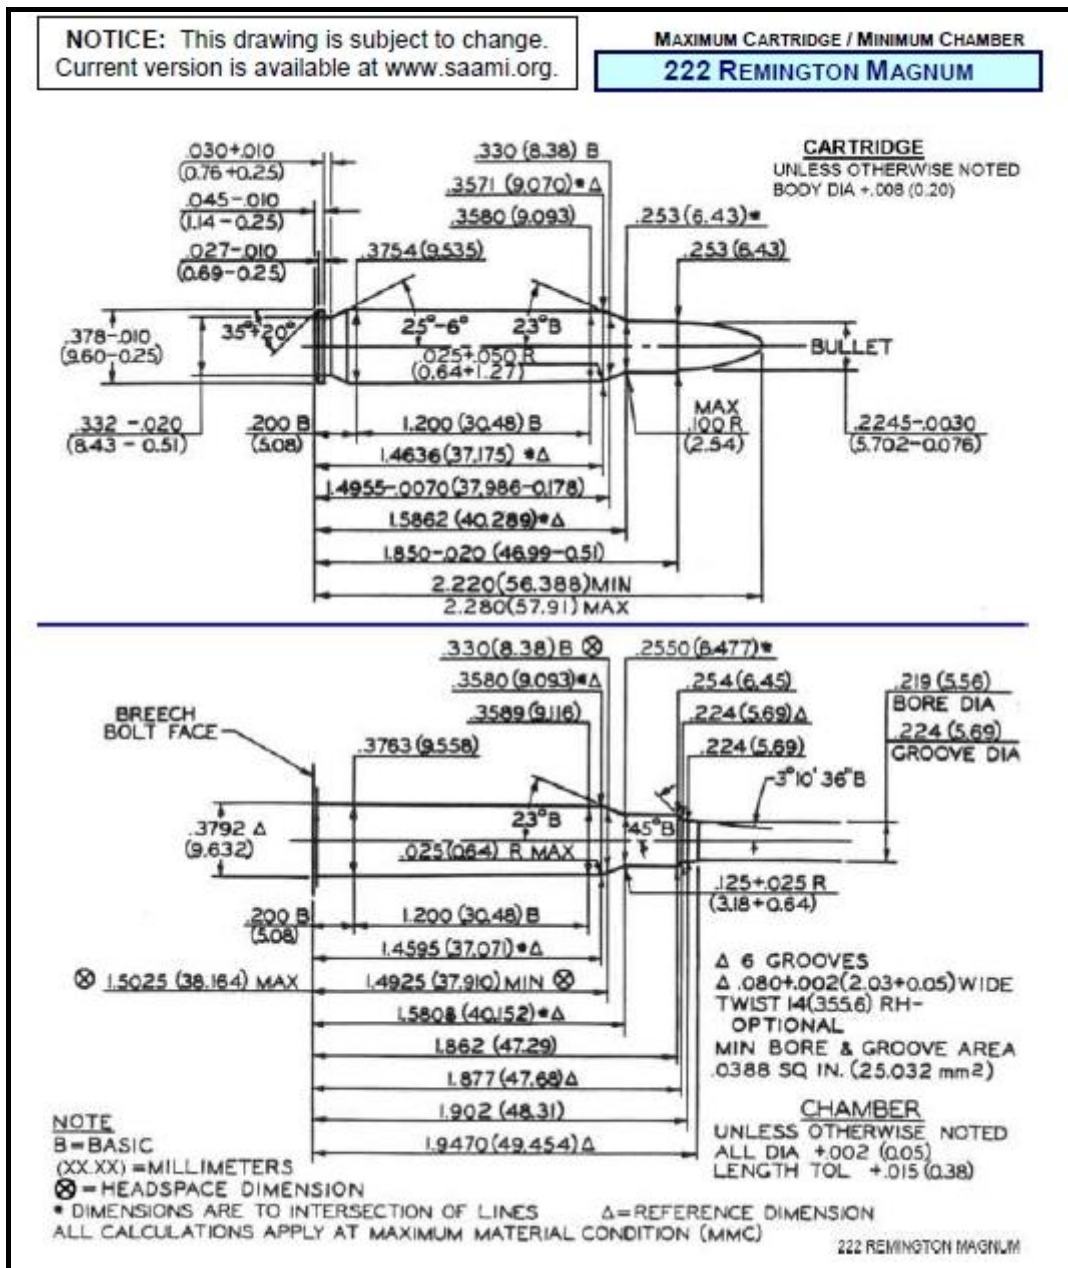 NOTICE: This drawing is subject to change.
Current version is available at www.saami.org.
MAXIMUM CARTRIDGE / MINIMUM CHAMBER
222 REMINGTON MAGNUM
CARTRIDGE
UNLESS OTHERWISE NOTED
BODY DIA +.008 (0.20)
.030+.010
(0.76+0.25)
.045-.010
(1.14-0.25)
.027-.010
(0.69-0.25)
.330 (8.38) B
.3571 (9.070)*Δ
.3580 (9.093)
.3754 (9.535)
.253 (6.43)*
.253 (6.43)
35°+20°
25°-6°
23°B
.378-.010
(9.60-0.25)
.025+.050 R
(0.64+1.27)
BULLET
.332 -.020
(8.43 - 0.51)
.200 B
(5.08)
1.200 (30.48) B
MAX
.100 R
(2.54)
.2245-.0030
(5.702-0.076)
1.4636 (37.175) *Δ
1.4955-.0070 (37.986-0.178)
1.5862 (40.289)*Δ
1.850-.020 (46.99-0.51)
2.220(56.388)MIN
2.280(57.91) MAX
.330(8.38) B ⊗
.2550 (6.477)*
.3580 (9.093)*Δ
.254 (6.45)
.219 (5.56)
BORE DIA
.3589 (9.116)
.224 (5.69)Δ
.224 (5.69)
GROOVE DIA
BREECH
BOLT FACE
.3763 (9.558)
.224 (5.69)
3°10' 36"B
23°B
45°B
.3792 Δ
(9.632)
.025(0.64) R MAX
.125+.025 R
(3.18+0.64)
.200 B
(5.08)
1.200 (30.48) B
1.4595 (37.071)*Δ
⊗ 1.5025 (38.164) MAX
1.4925 (37.910) MIN ⊗
1.5808 (40.152)*Δ
1.862 (47.29)
1.877 (47.68) Δ
1.902 (48.31)
1.9470 (49.454) Δ
Δ 6 GROOVES
Δ .080+.002(2.03+0.05) WIDE
TWIST 14(355.6) RH-
OPTIONAL
MIN BORE & GROOVE AREA
.0388 SQ IN. (25.032 mm2)
CHAMBER
UNLESS OTHERWISE NOTED
ALL DIA +.002 (0.05)
LENGTH TOL +.015 (0.38)
NOTE
B=BASIC
(XX.XX) =MILLIMETERS
⊗ = HEADSPACE DIMENSION
* DIMENSIONS ARE TO INTERSECTION OF LINES Δ=REFERENCE DIMENSION
ALL CALCULATIONS APPLY AT MAXIMUM MATERIAL CONDITION (MMC)
222 REMINGTON MAGNUM